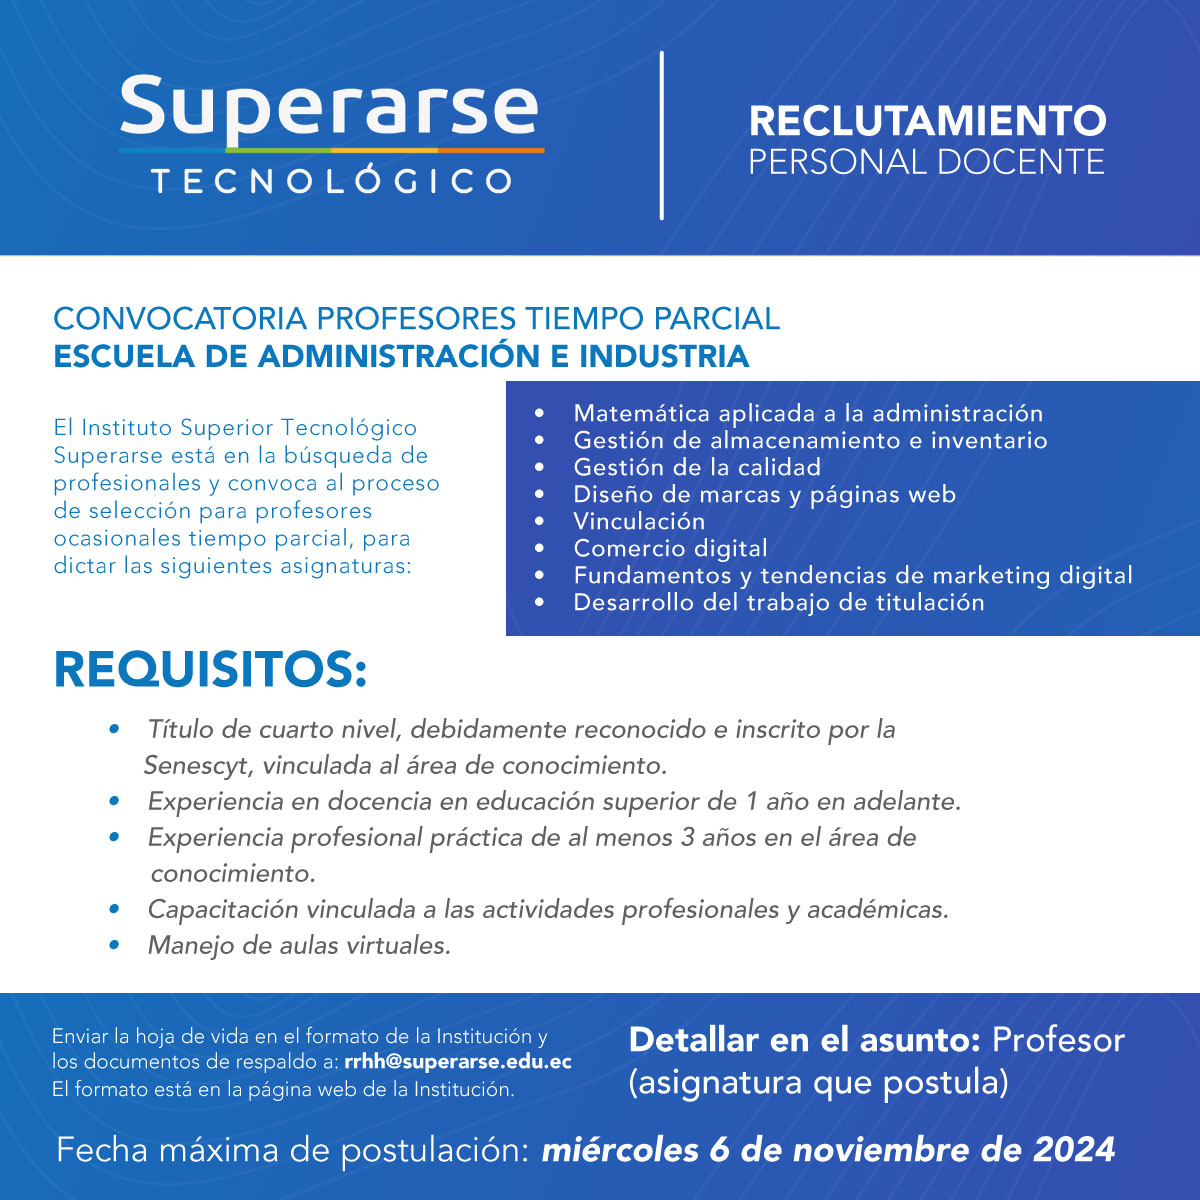 Superarse
TECNOLÓGICO
RECLUTAMIENTO
PERSONAL DOCENTE
CONVOCATORIA PROFESORES TIEMPO PARCIAL
ESCUELA DE ADMINISTRACIÓN E INDUSTRIA
El Instituto Superior Tecnológico
Superarse está en la búsqueda de
profesionales y convoca al proceso
de selección para profesores
ocasionales tiempo parcial, para
dictar las siguientes asignaturas:
• Matemática aplicada a la administración
• Gestión de almacenamiento e inventario
• Gestión de la calidad
• Diseño de marcas y páginas web
• Vinculación
• Comercio digital
• Fundamentos y tendencias de marketing digital
• Desarrollo del trabajo de titulación
REQUISITOS:
• Título de cuarto nivel, debidamente reconocido e inscrito por la
Senescyt, vinculada al área de conocimiento.
• Experiencia en docencia en educación superior de 1 año en adelante.
• Experiencia profesional práctica de al menos 3 años en el área de
conocimiento.
• Capacitación vinculada a las actividades profesionales y académicas.
• Manejo de aulas virtuales.
Enviar la hoja de vida en el formato de la Institución y
los documentos de respaldo a: rrhh@superarse.edu.ec
El formato está en la página web de la Institución.
Detallar en el asunto: Profesor
(asignatura que postula)
Fecha máxima de postulación: miércoles 6 de noviembre de 2024